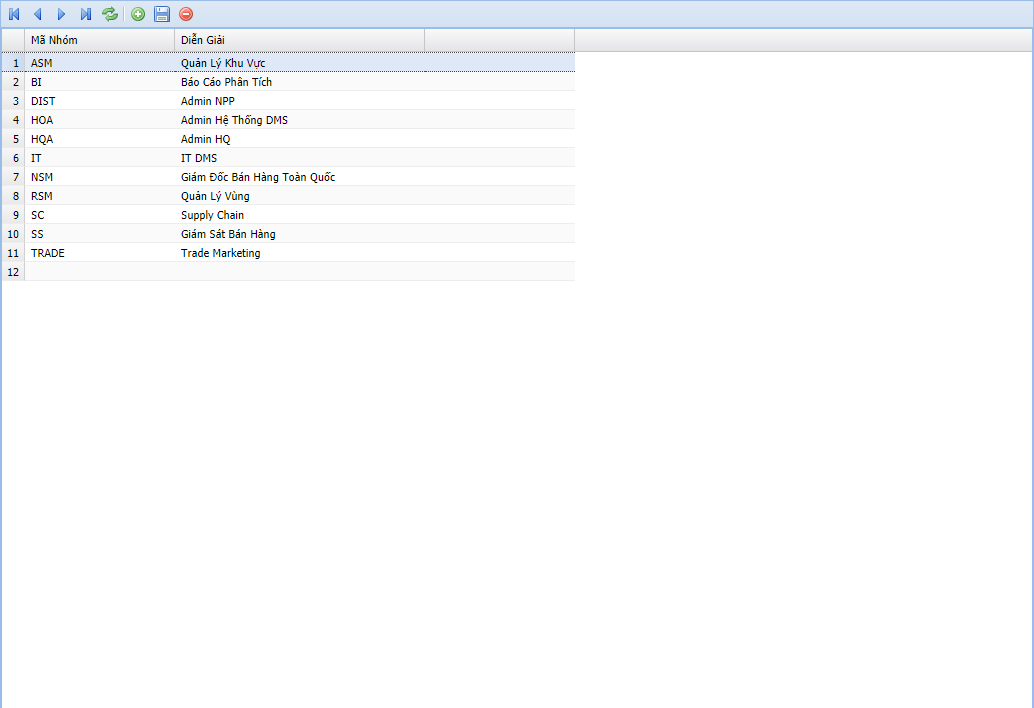 Mã Nhóm Diễn Giải
1 ASM Quản Lý Khu Vực
2 BI Báo Cáo Phân Tích
3 DIST Admin NPP
4 HOA Admin Hệ Thống DMS
5 HQA Admin HQ
6 IT IT DMS
7 NSM Giám Đốc Bán Hàng Toàn Quốc
8 RSM Quản Lý Vùng
9 SC Supply Chain
10 SS Giám Sát Bán Hàng
11 TRADE Trade Marketing
12